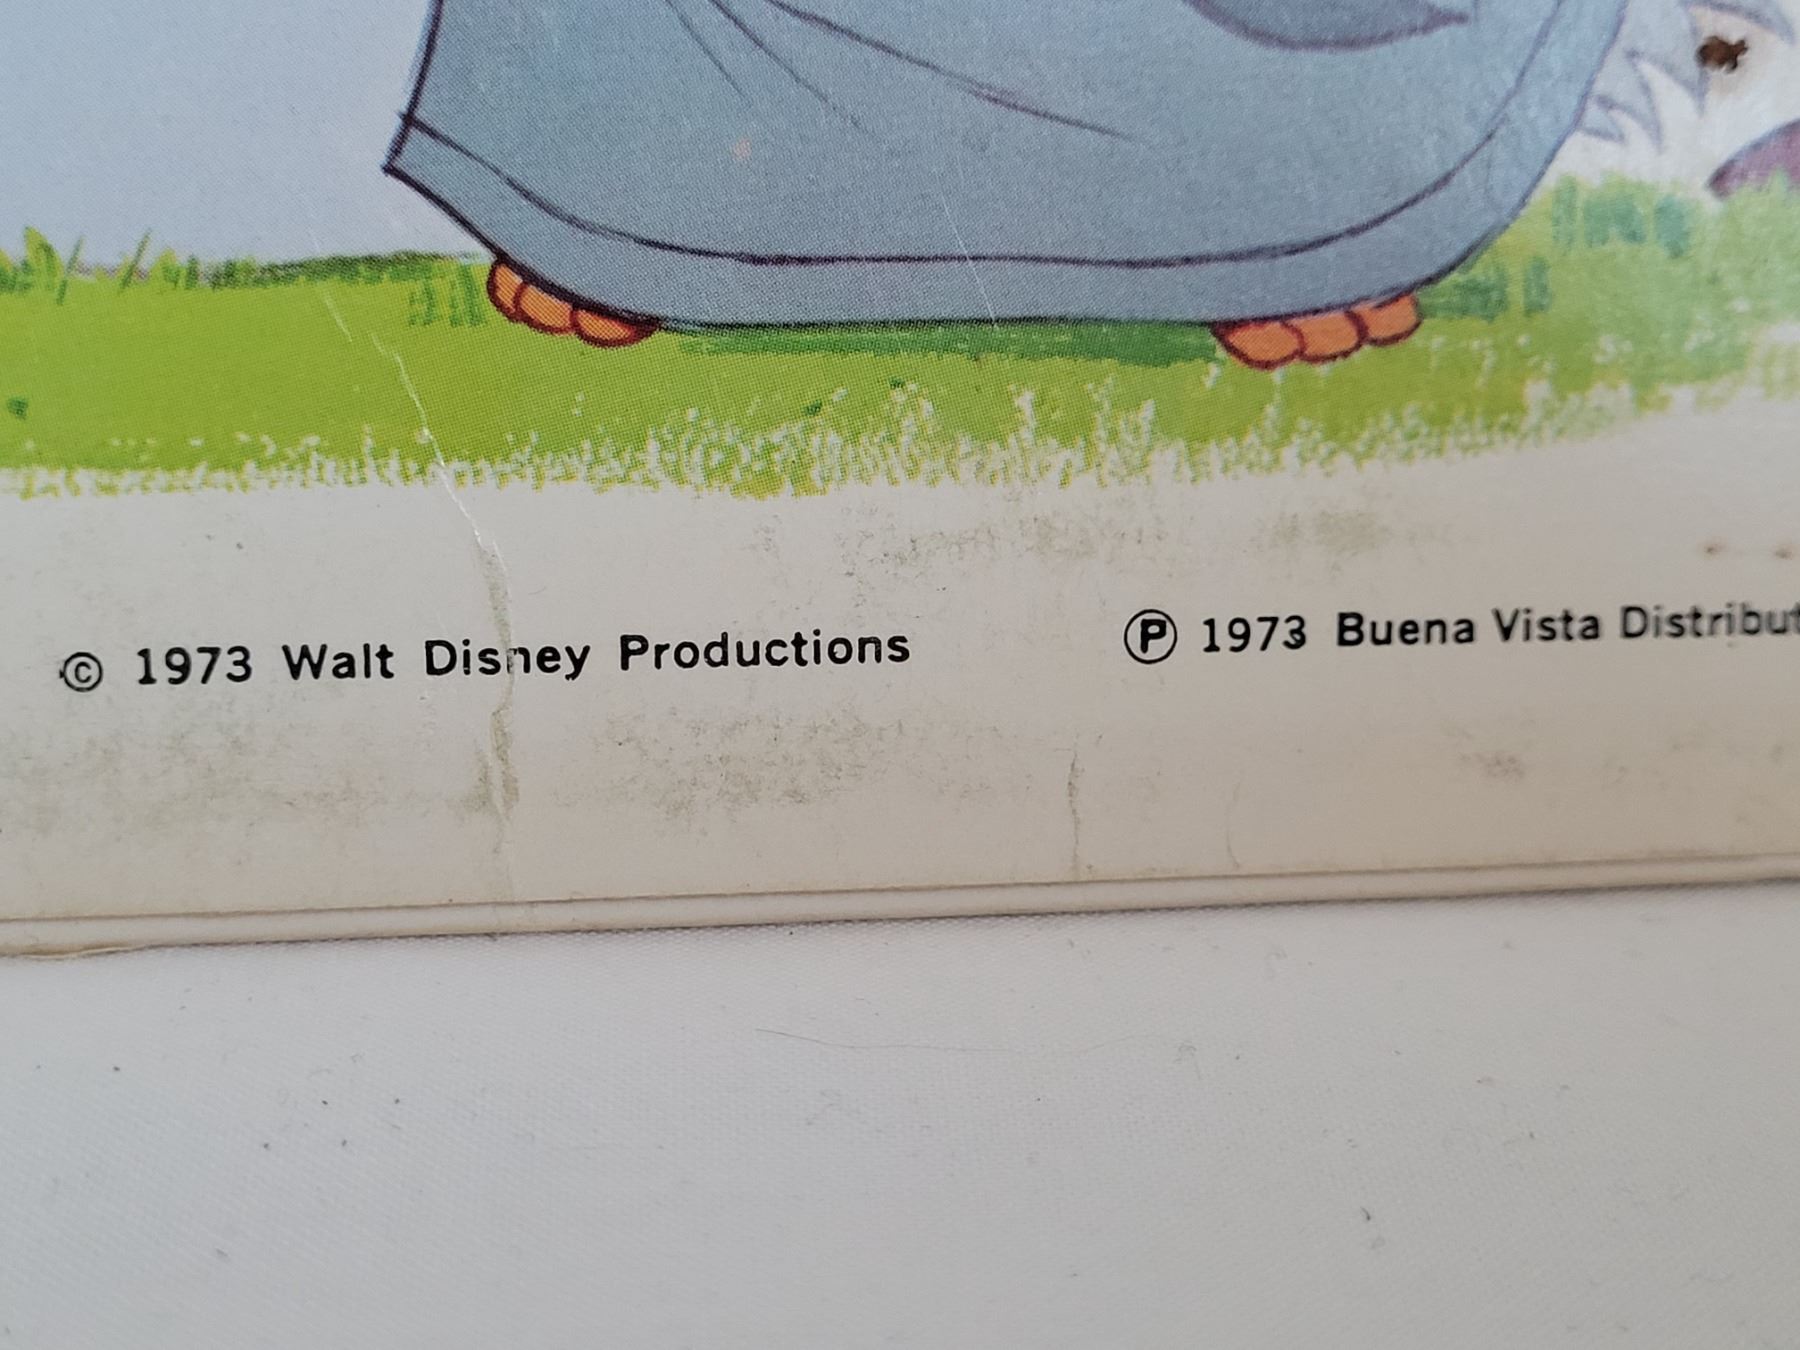 © 1973 Walt Disney Productions ℗ 1973 Buena Vista Distribut